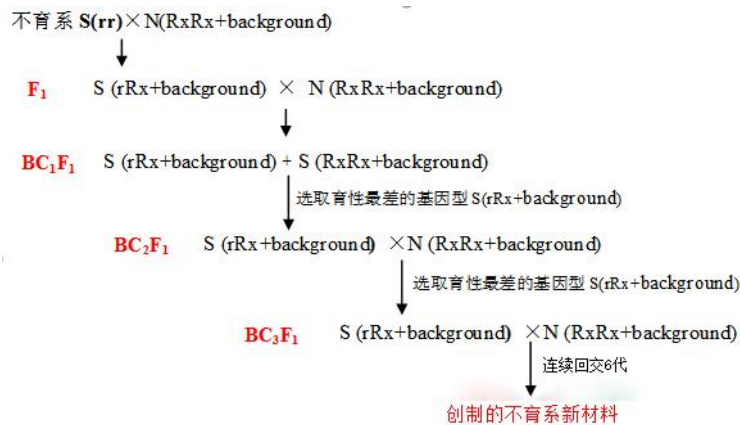 不育系 S(rr)×N(RxRx+background)
F1 S (rRx+background) × N (RxRx+background)
BC1F1 S (rRx+background) + S (RxRx+background)
选取育性最差的基因型 S(rRx+background)
BC2F1 S (rRx+background) ×N (RxRx+background)
选取育性最差的基因型 S(rRx+background)
BC3F1 S (rRx+background) ×N (RxRx+background)
连续回交6代
创制的不育系新材料